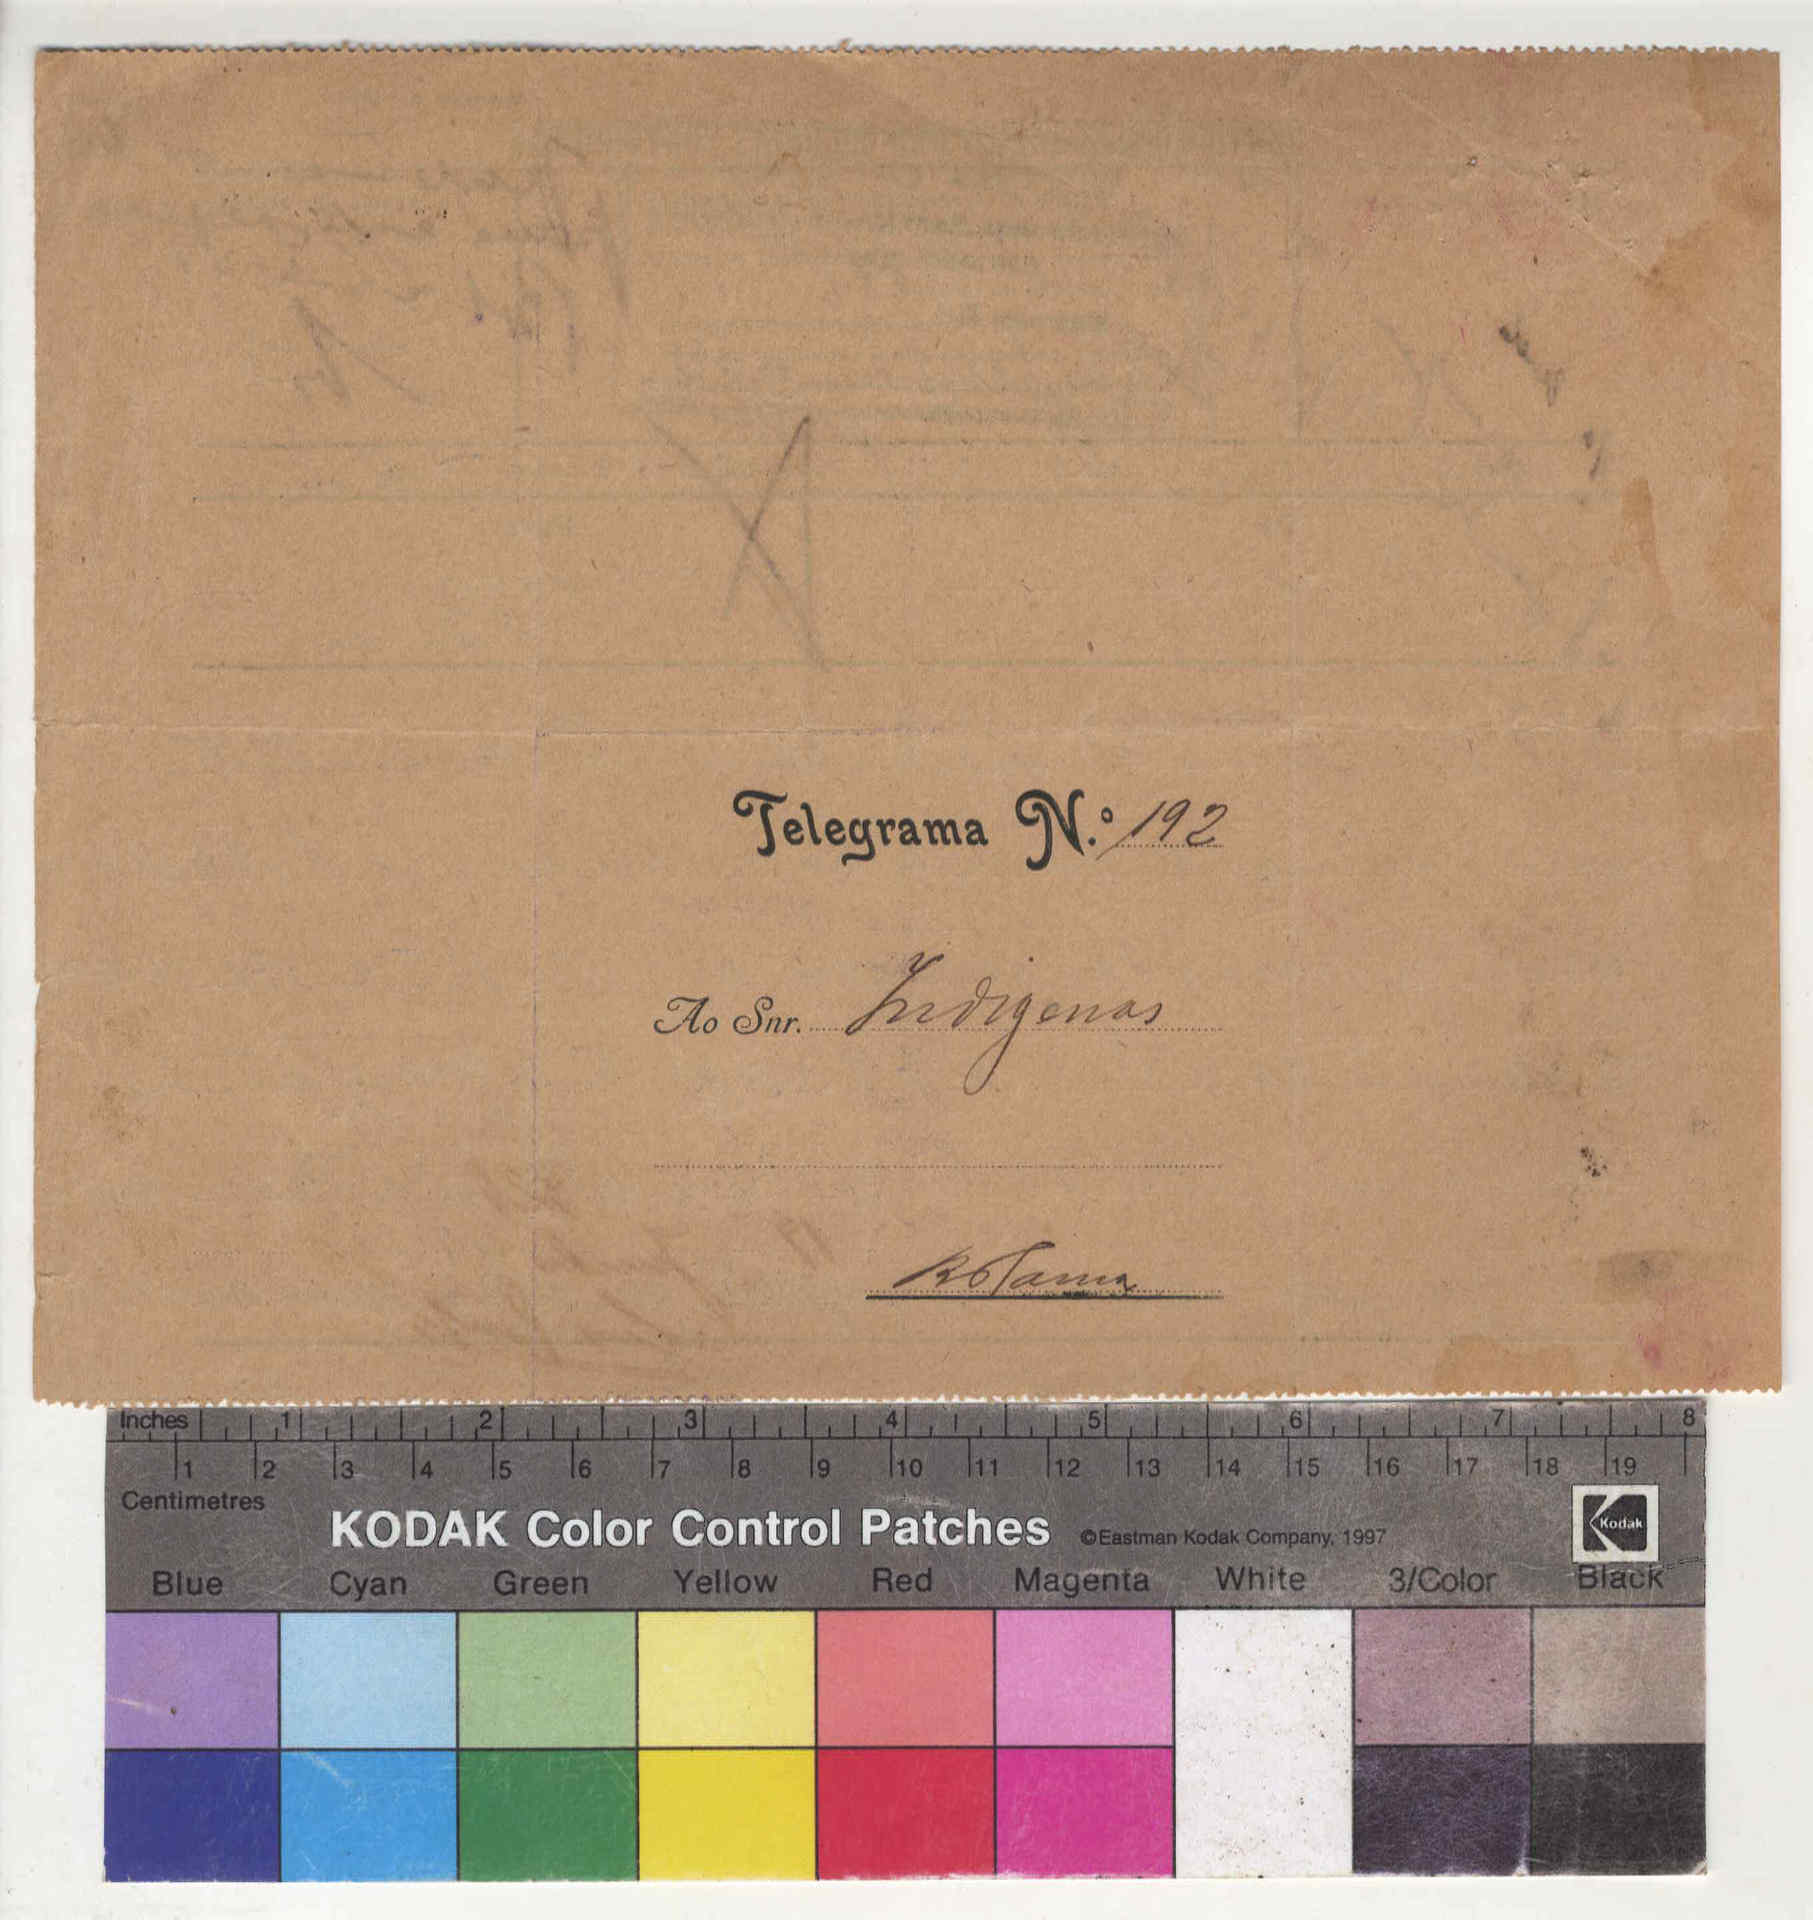 Telegrama N.º 192
Ao Snr. Indigenas
Inches 1 2 3 4 5 6 7 8
1 2 3 4 5 6 7 8 9 10 11 12 13 14 15 16 17 18 19
Centimetres
KODAK Color Control Patches ©Eastman Kodak Company, 1997 Kodak
Blue Cyan Green Yellow Red Magenta White 3/Color Black